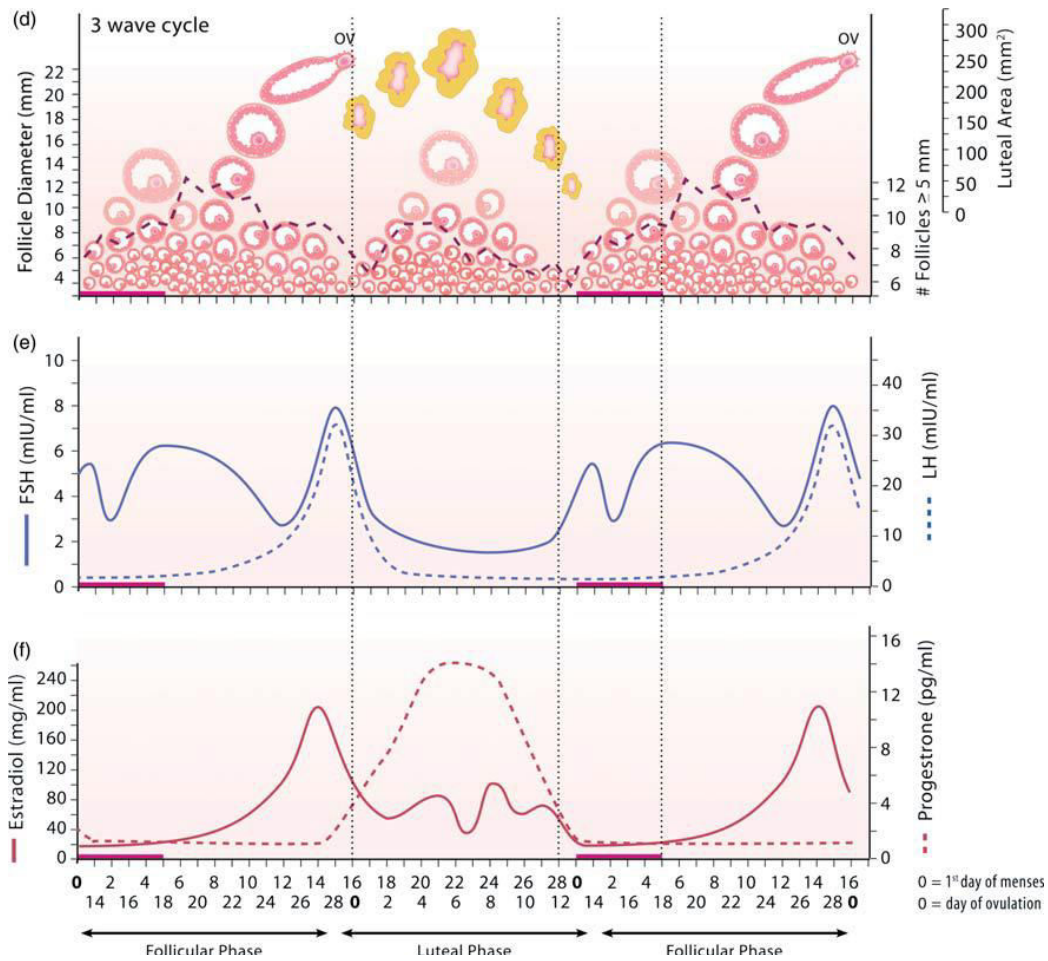 (d)
3 wave cycle
OV
OV
22
20
18
16
14
12
10
8
6
4
Follicle Diameter (mm)
12
10
8
6
# Follicles ≥ 5 mm
300
250
200
150
100
50
0
Luteal Area (mm²)
(e)
10
8
6
4
2
0
FSH (mIU/ml)
40
30
20
10
0
LH (mIU/ml)
(f)
240
200
160
120
80
40
0
Estradiol (mg/ml)
16
12
8
4
0
Progestrone (pg/ml)
0 2 4 6 8 10 12 14 16 18 20 22 24 26 28 0 2 4 6 8 10 12 14 16
14 16 18 20 22 24 26 28 0 2 4 6 8 10 12 14 16 18 20 22 24 26 28 0
0 = 1st day of menses
0 = day of ovulation
Follicular Phase Luteal Phase Follicular Phase